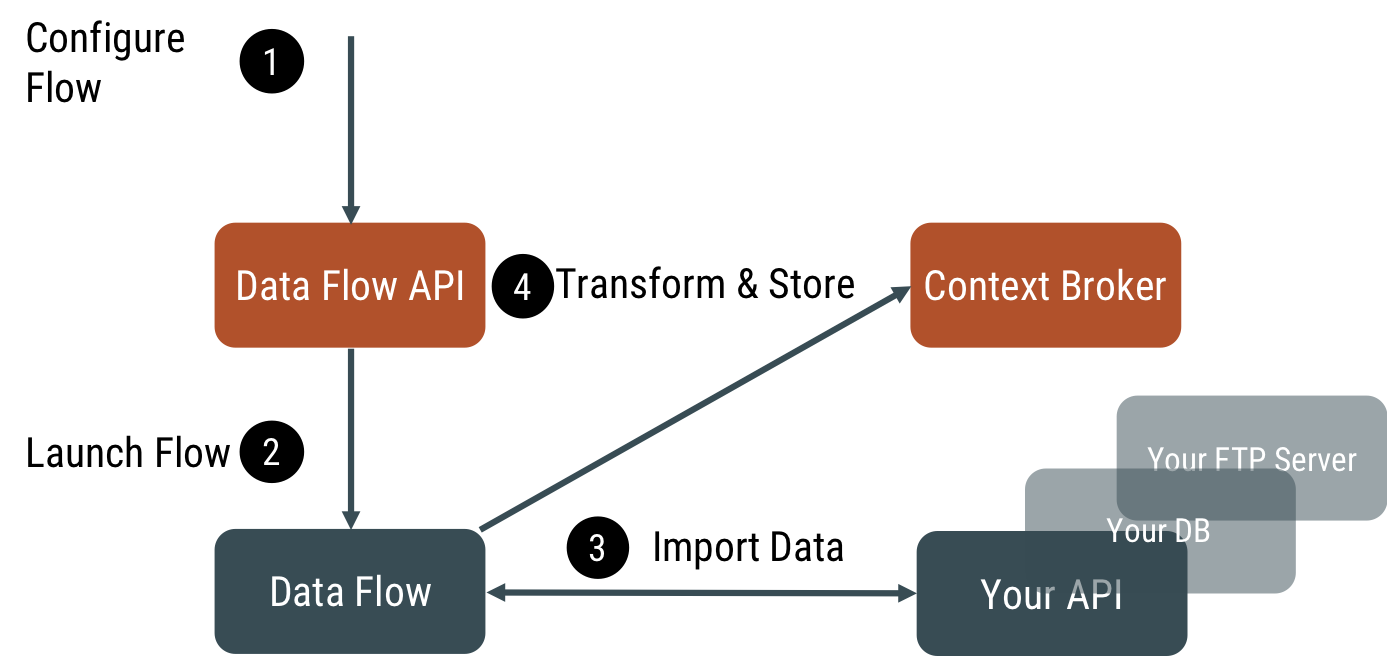 Configure
Flow
1
Data Flow API
4
Transform & Store
Context Broker
Launch Flow
2
Your FTP Server
Your DB
3
Import Data
Data Flow
Your API